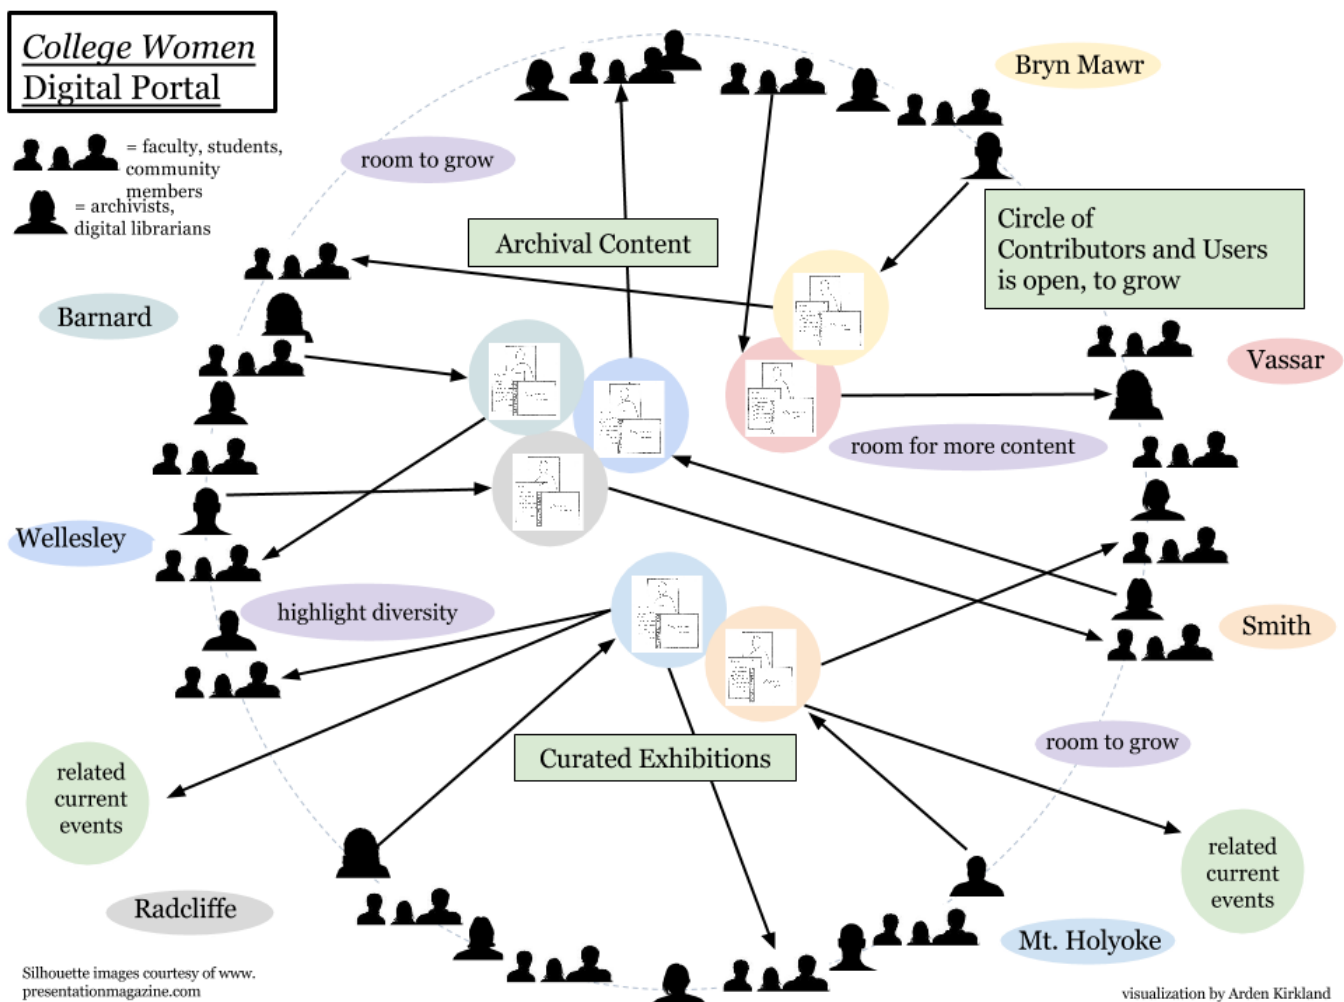 College Women
Digital Portal
= faculty, students,
community
members
= archivists,
digital librarians
room to grow
Bryn Mawr
Archival Content
Circle of
Contributors and Users
is open, to grow
Barnard
Vassar
room for more content
Wellesley
highlight diversity
Smith
room to grow
Curated Exhibitions
related
current
events
related
current
events
Radcliffe
Mt. Holyoke
Silhouette images courtesy of www.
presentationmagazine.com
visualization by Arden Kirkland